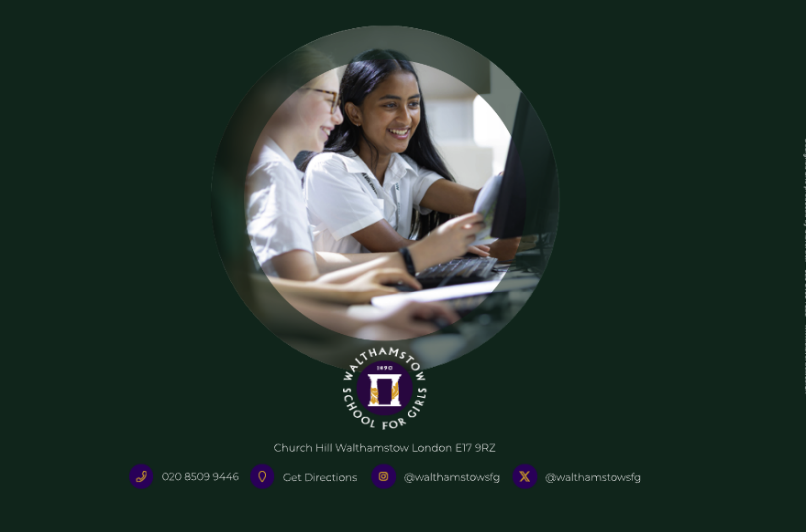 WALTHAMSTOW
1890
SCHOOL FOR GIRLS
Church Hill Walthamstow London E17 9RZ
020 8509 9446 Get Directions @walthamstowsfg @walthamstowsfg